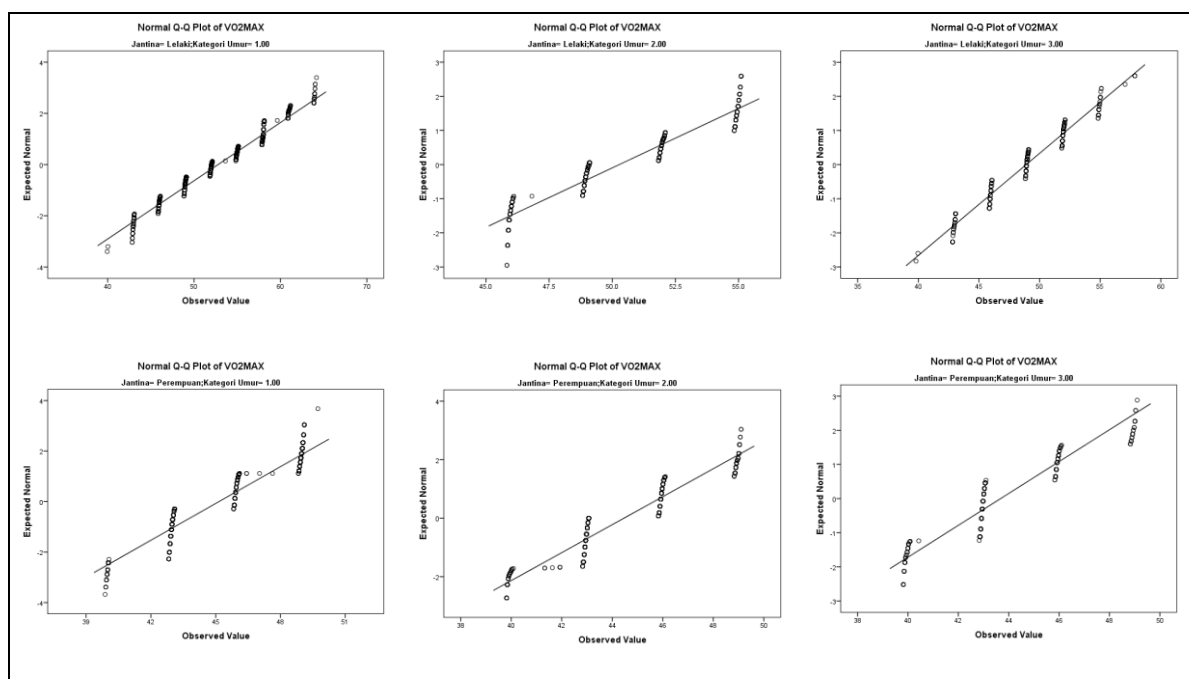 Normal Q-Q Plot of VO2MAX
Jantina= Lelaki;Kategori Umur= 1.00
Expected Normal
4
2
0
-2
-4
40
50
60
70
Observed Value
Normal Q-Q Plot of VO2MAX
Jantina= Lelaki;Kategori Umur= 2.00
Expected Normal
3
2
1
0
-1
-2
-3
45.0
47.5
50.0
52.5
55.0
Observed Value
Normal Q-Q Plot of VO2MAX
Jantina= Lelaki;Kategori Umur= 3.00
Expected Normal
3
2
1
0
-1
-2
-3
35
40
45
50
55
60
Observed Value
Normal Q-Q Plot of VO2MAX
Jantina= Perempuan;Kategori Umur= 1.00
Expected Normal
4
2
0
-2
-4
39
42
45
48
51
Observed Value
Normal Q-Q Plot of VO2MAX
Jantina= Perempuan;Kategori Umur= 2.00
Expected Normal
4
2
0
-2
38
40
42
44
46
48
50
Observed Value
Normal Q-Q Plot of VO2MAX
Jantina= Perempuan;Kategori Umur= 3.00
Expected Normal
3
2
1
0
-1
-2
-3
38
40
42
44
46
48
50
Observed Value